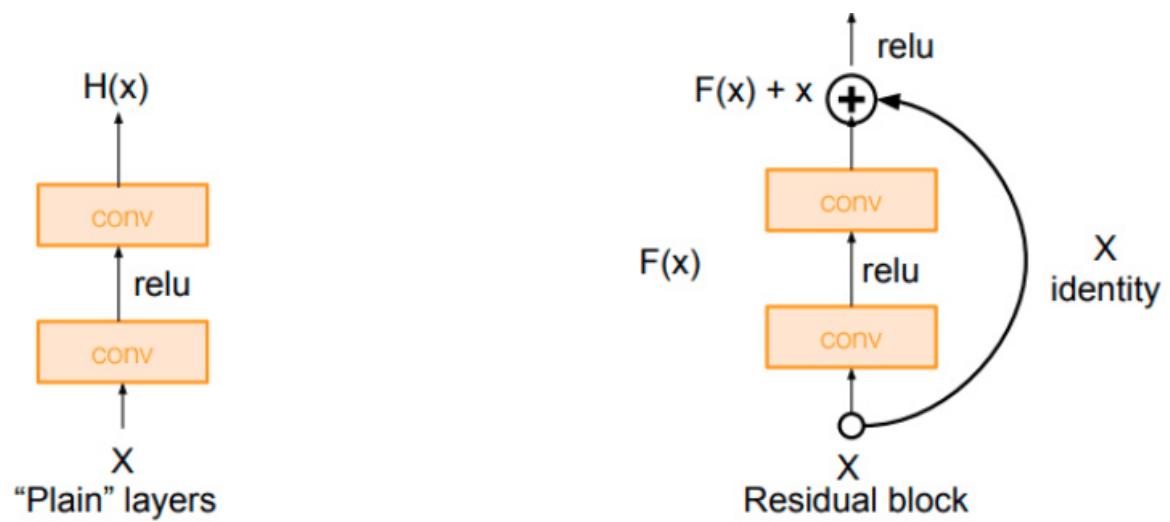 H(x)
conv
relu
conv
X
“Plain” layers
relu
F(x) + x
conv
F(x)
relu
X
identity
conv
X
Residual block